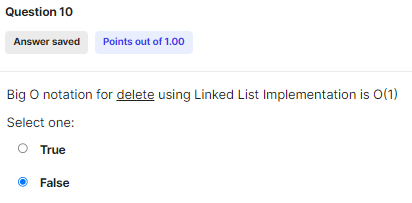 Question 10
Answer saved
Points out of 1.00
Big O notation for delete using Linked List Implementation is O(1)
Select one:
True
False